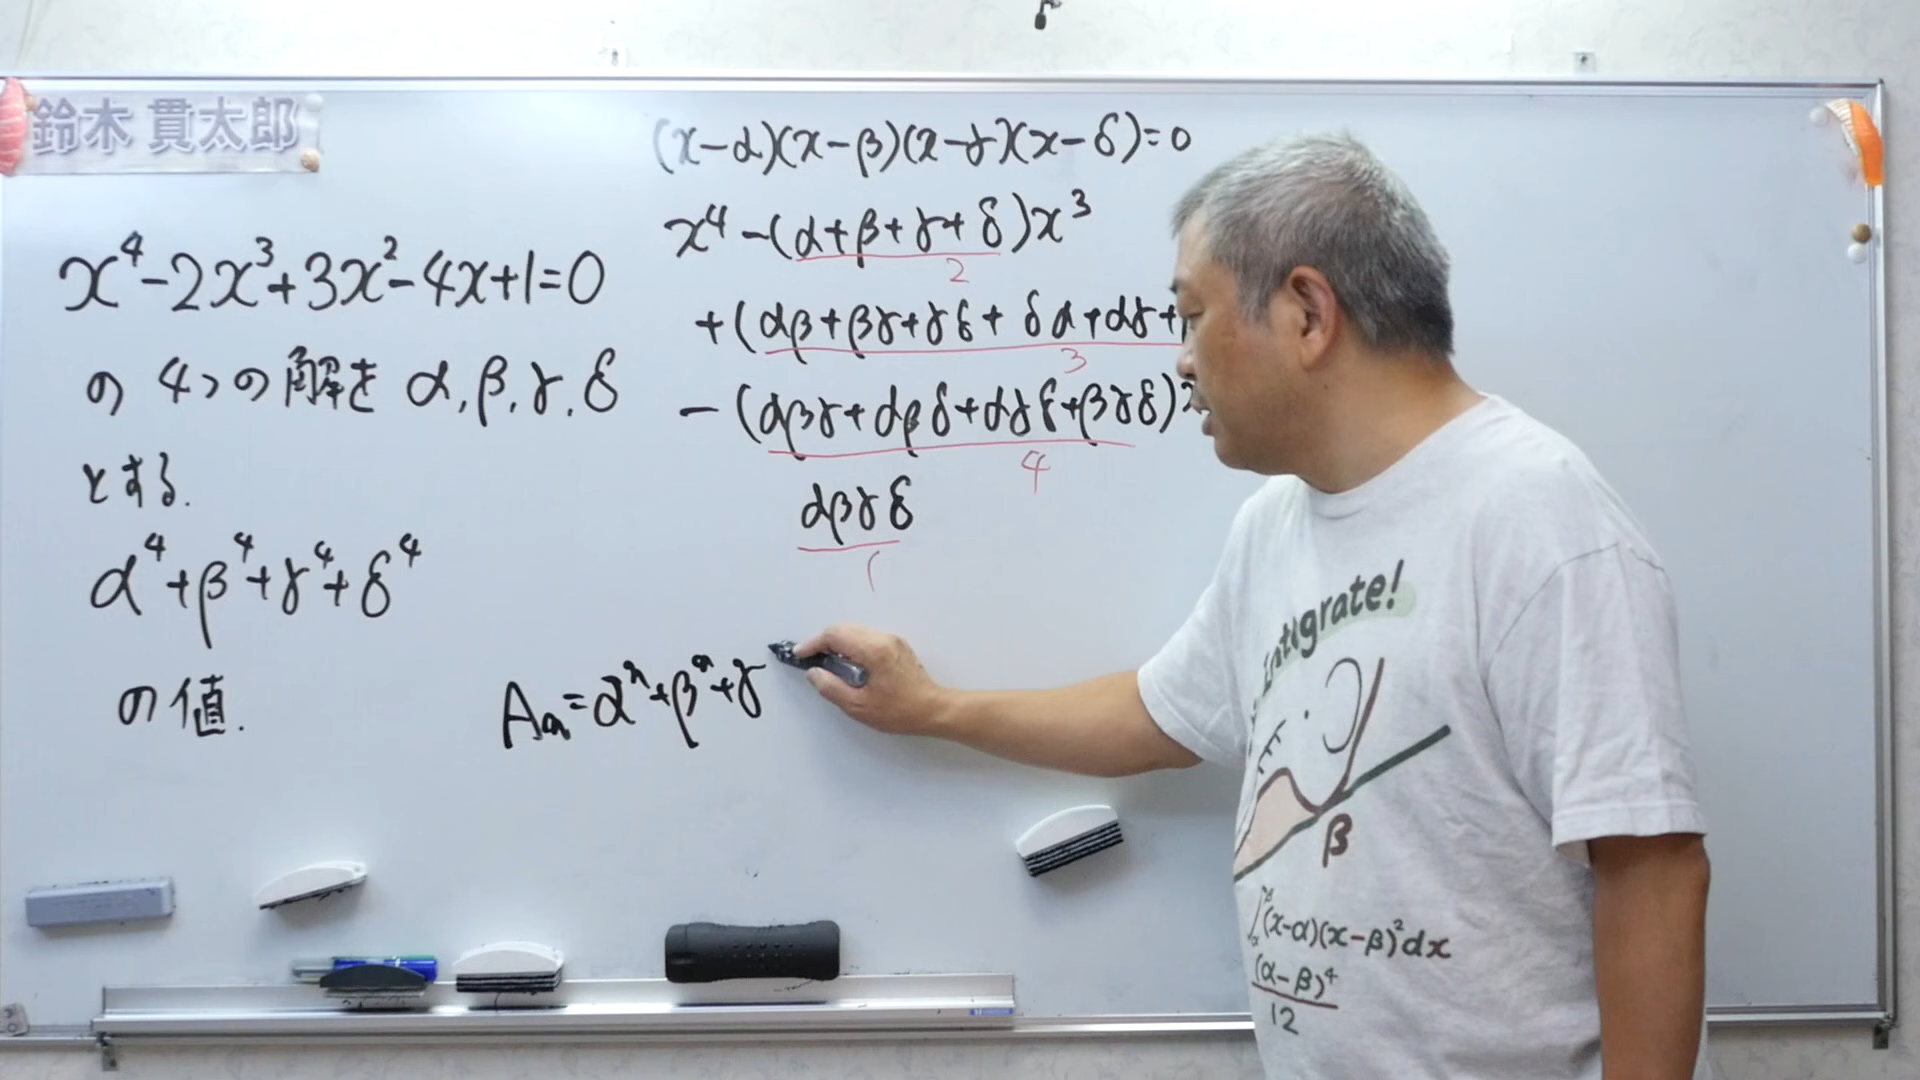 鈴木 貫太郎
x⁴-2x³+3x²-4x+1=0
の 4つの解を α, β, γ, δ
とする.
α⁴+β⁴+γ⁴+δ⁴
の値.
(x-α)(x-β)(x-γ)(x-δ)=0
x⁴-(α+β+γ+δ)x³
2
+(αβ+βγ+γδ+δα+αγ+
3
-(αβγ+αβδ+αγδ+βγδ)
4
αβγδ
1
Aₙ=αⁿ+βⁿ+γ
Integrate!
β
∫(x-α)(x-β)²dx
(α-β)⁴
12